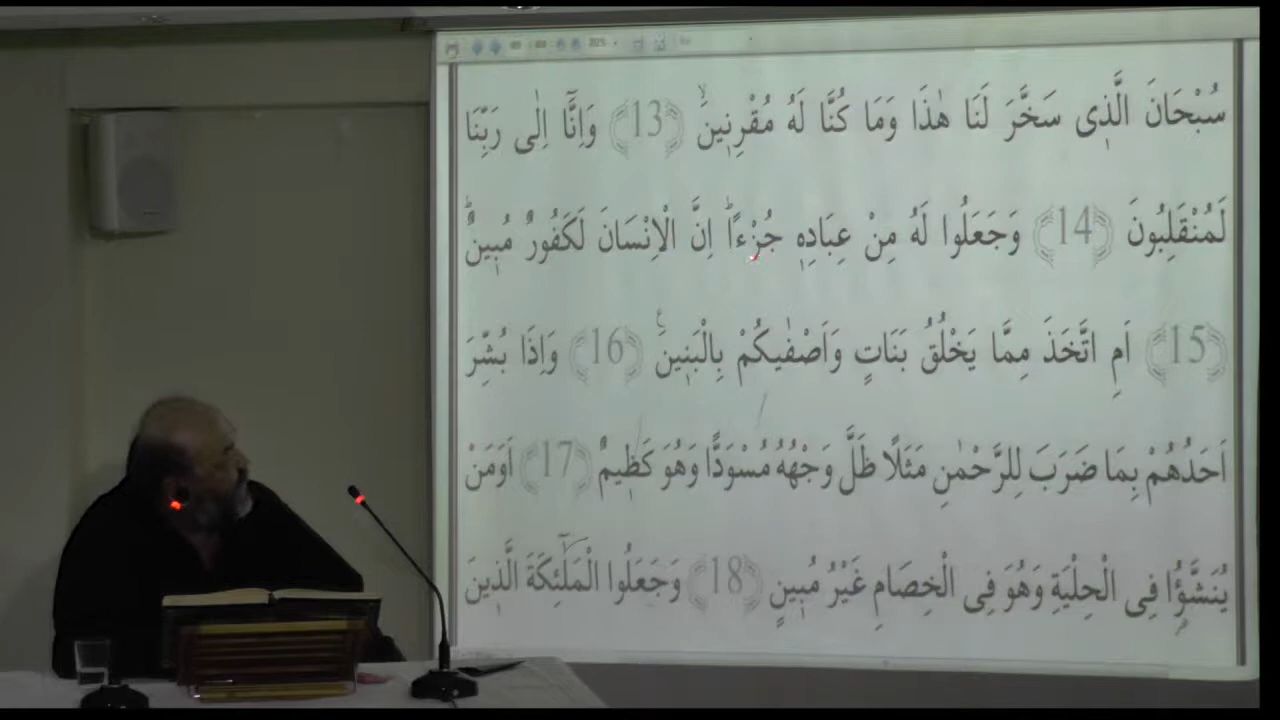 سُبْحَانَ الَّذٖى سَخَّرَ لَنَا هٰذَا وَمَا كُنَّا لَهُ مُقْرِنٖينَۙ ﴿13﴾ وَاِنَّٓا اِلٰى رَبِّنَا
لَمُنْقَلِبُونَ ﴿14﴾ وَجَعَلُوا لَهُ مِنْ عِبَادِهٖ جُزْءًاؕ اِنَّ الْاِنْسَانَ لَكَفُورٌ مُبٖينٌؕ
﴿15﴾ اَمِ اتَّخَذَ مِمَّا يَخْلُقُ بَنَاتٍ وَاَصْفٰيكُمْ بِالْبَنٖينَ ﴿16﴾ وَاِذَا بُشِّرَ
اَحَدُهُمْ بِمَا ضَرَبَ لِلرَّحْمٰنِ مَثَلًا ظَلَّ وَجْهُهُ مُسْوَدًّا وَهُوَ كَظٖيمٌ ﴿17﴾ اَوَمَنْ
يُنَشَّؤُا فِى الْحِلْيَةِ وَهُوَ فِى الْخِصَامِ غَيْرُ مُبٖينٍ ﴿18﴾ وَجَعَلُوا الْمَلٰٓئِكَةَ الَّذٖينَ